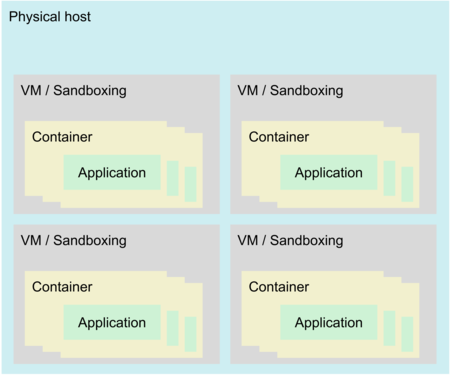 Physical host
VM / Sandboxing
Container
Application
VM / Sandboxing
Container
Application
VM / Sandboxing
Container
Application
VM / Sandboxing
Container
Application